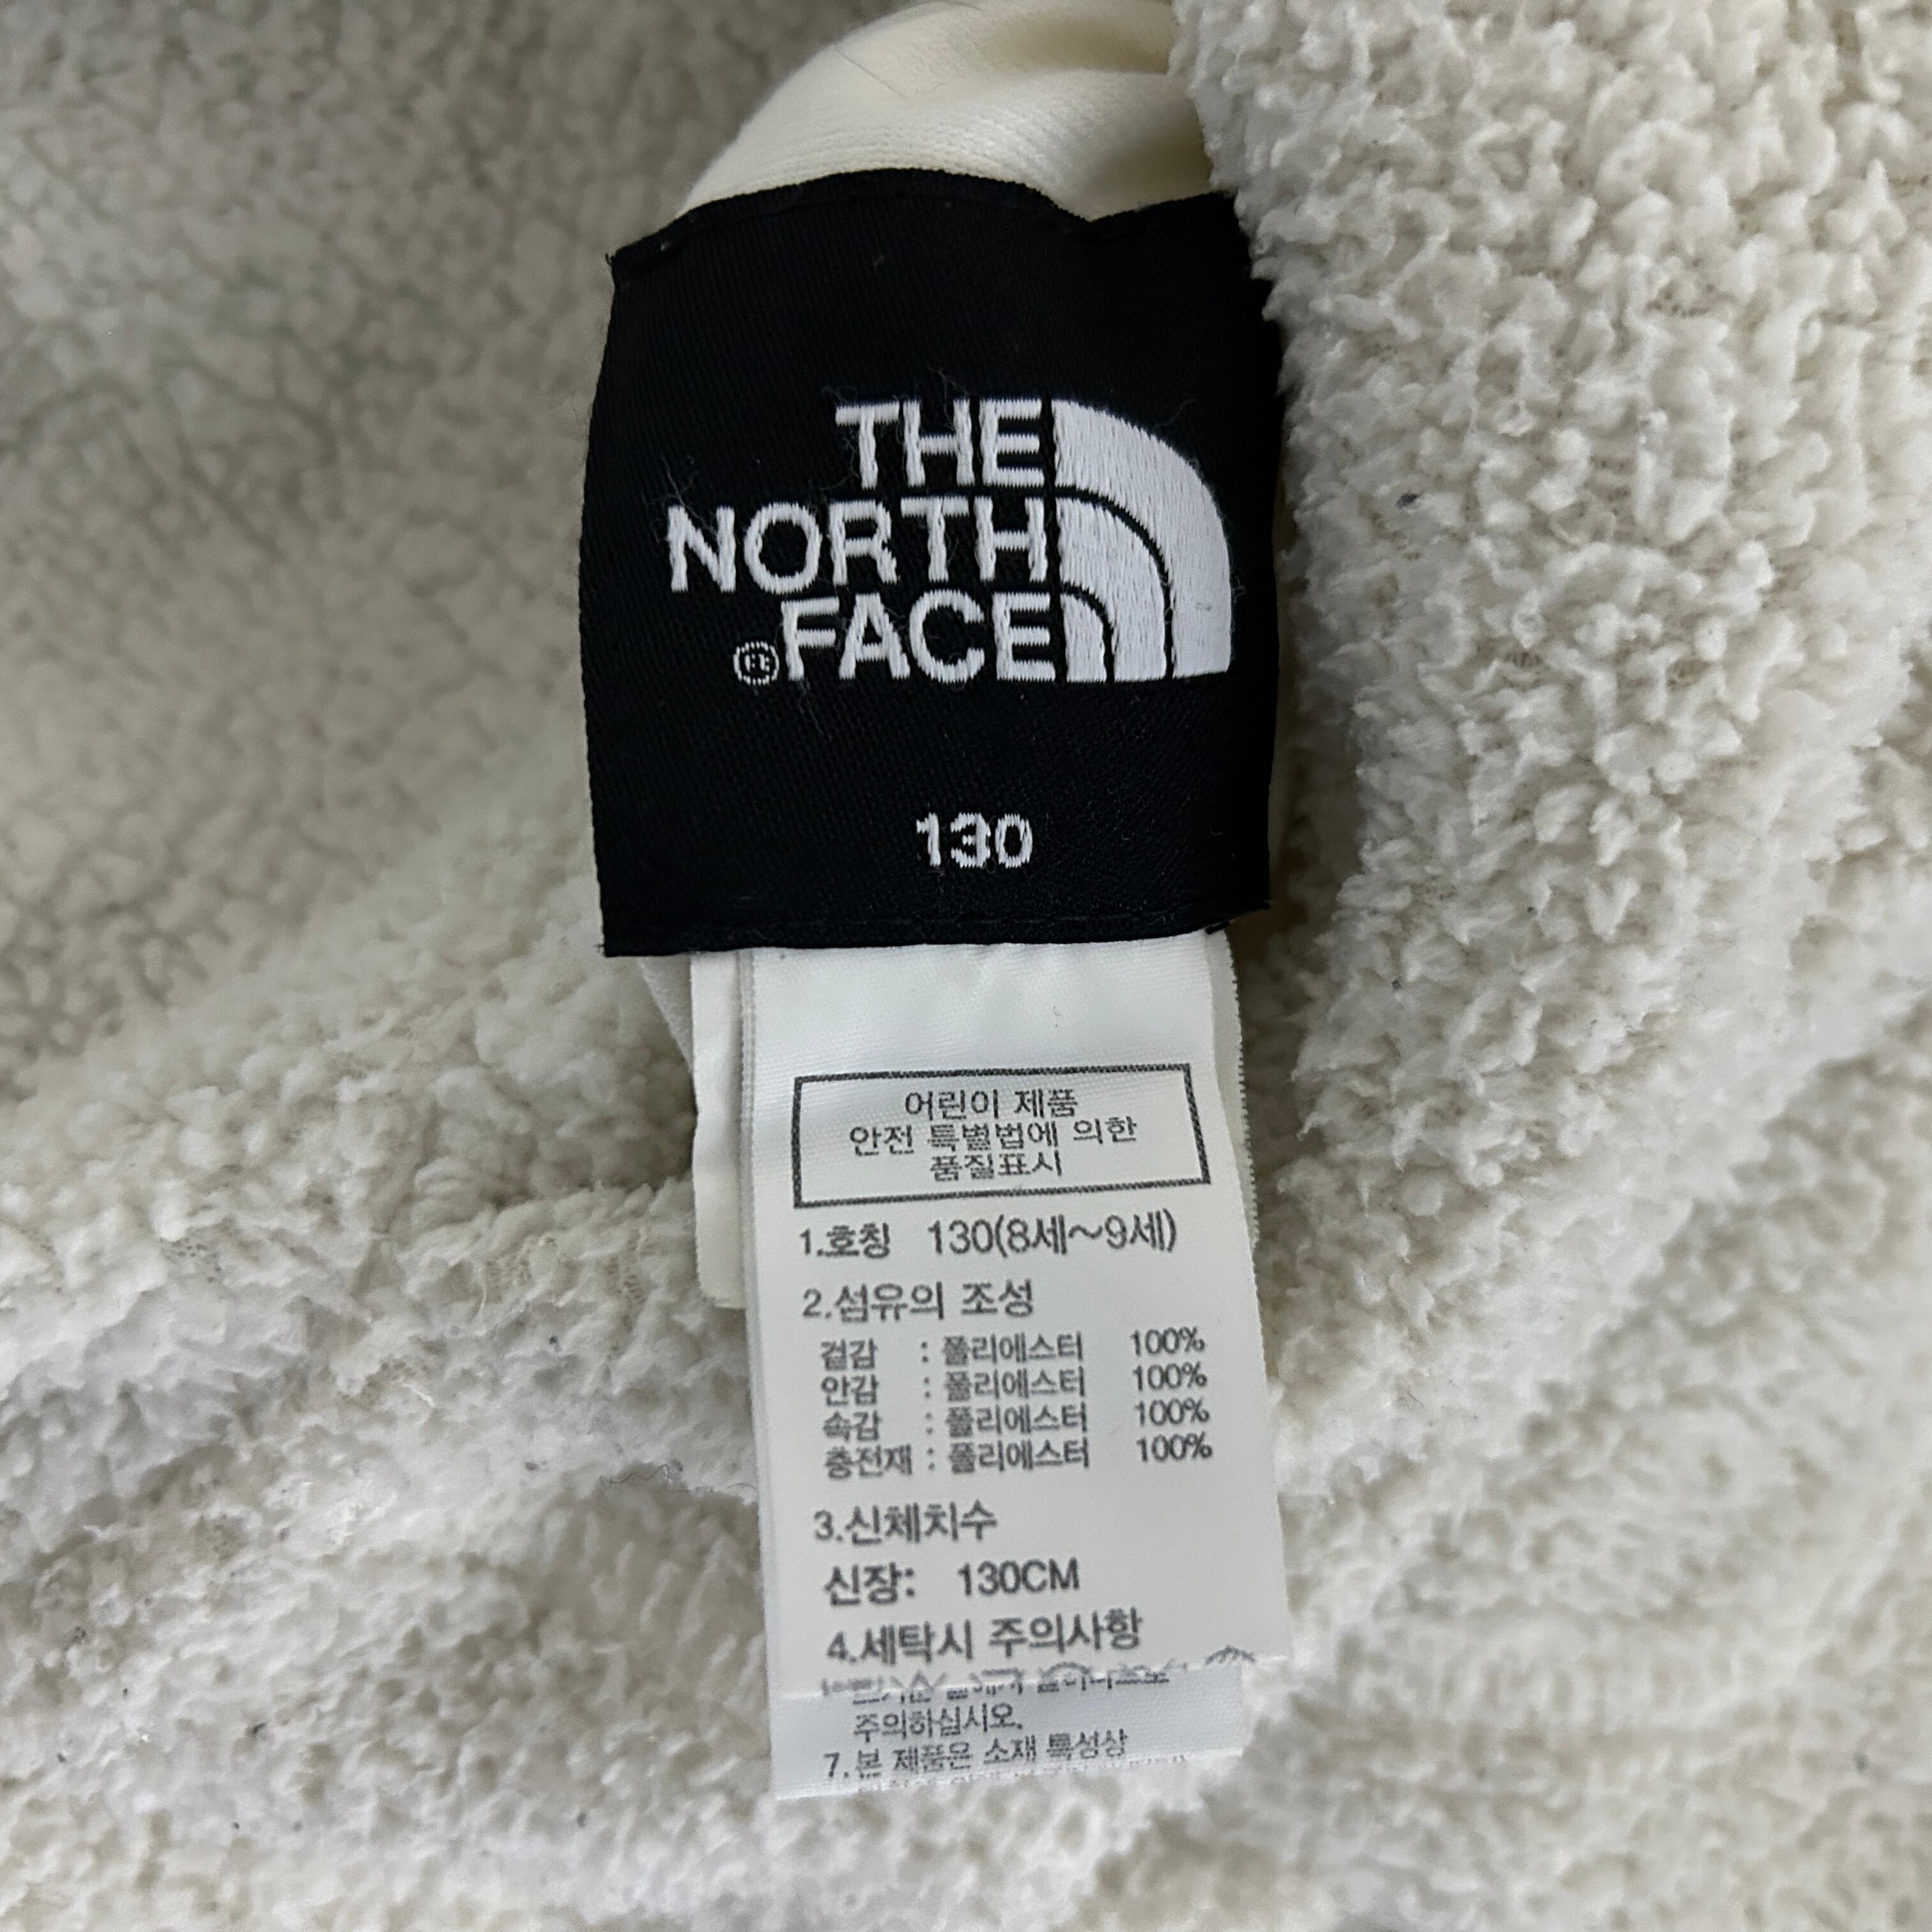 THE
NORTH
FACE
130
어린이 제품
안전 특별법에 의한
품질표시
1.호칭 130(8세~9세)
2.섬유의 조성
겉감 : 폴리에스터 100%
안감 : 폴리에스터 100%
속감 : 폴리에스터 100%
충전재 : 폴리에스터 100%
3.신체치수
신장: 130CM
4.세탁시 주의사항
주의하십시오.
7.본 제품은 소재 특성상